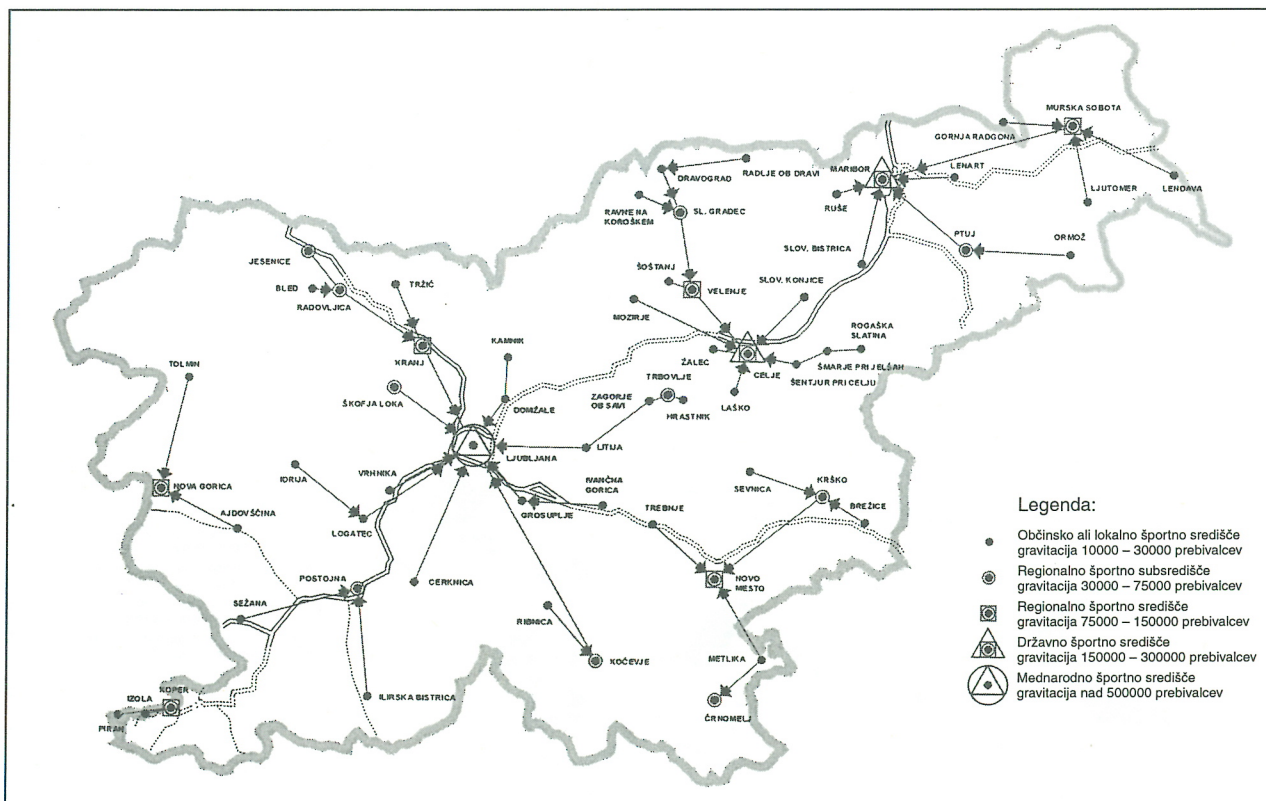 MURSKA SOBOTA
GORNJA RADGONA
MARIBOR
LENART
RADLJE OB DRAVI
DRAVOGRAD
RUŠE
LJUTOMER
LENDAVA
RAVNE NA
KOROŠKEM
SL. GRADEC
PTUJ
ORMOŽ
SLOV. BISTRICA
JESENICE
ŠOŠTANJ
SLOV. KONJICE
VELENJE
BLED
TRŽIČ
RADOVLJICA
MOZIRJE
ROGAŠKA
SLATINA
KAMNIK
KRANJ
ŽALEC
CELJE
ŠMARJE PRI JELŠAH
TOLMIN
TRBOVLJE
ŠENTJUR PRI CELJU
ŠKOFJA LOKA
DOMŽALE
ZAGORJE
OB SAVI
HRASTNIK
LAŠKO
LITIJA
LJUBLJANA
VRHNIKA
IDRIJA
IVANČNA
GORICA
SEVNICA
KRŠKO
NOVA GORICA
GROSUPLJE
TREBNJE
BREŽICE
AJDOVŠČINA
LOGATEC
POSTOJNA
CERKNICA
NOVO
MESTO
SEŽANA
RIBNICA
KOČEVJE
METLIKA
ILIRSKA BISTRICA
KOPER
IZOLA
PIRAN
ČRNOMELJ
Legenda:
Občinsko ali lokalno športno središče
gravitacija 10000 – 30000 prebivalcev
Regionalno športno subsredišče
gravitacija 30000 – 75000 prebivalcev
Regionalno športno središče
gravitacija 75000 – 150000 prebivalcev
Državno športno središče
gravitacija 150000 – 300000 prebivalcev
Mednarodno športno središče
gravitacija nad 500000 prebivalcev